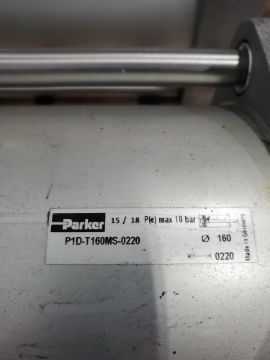 Parker 15 / 18 P(e) max 10 bar
P1D-T160MS-0220 Ø 160
0220
Made in Germany